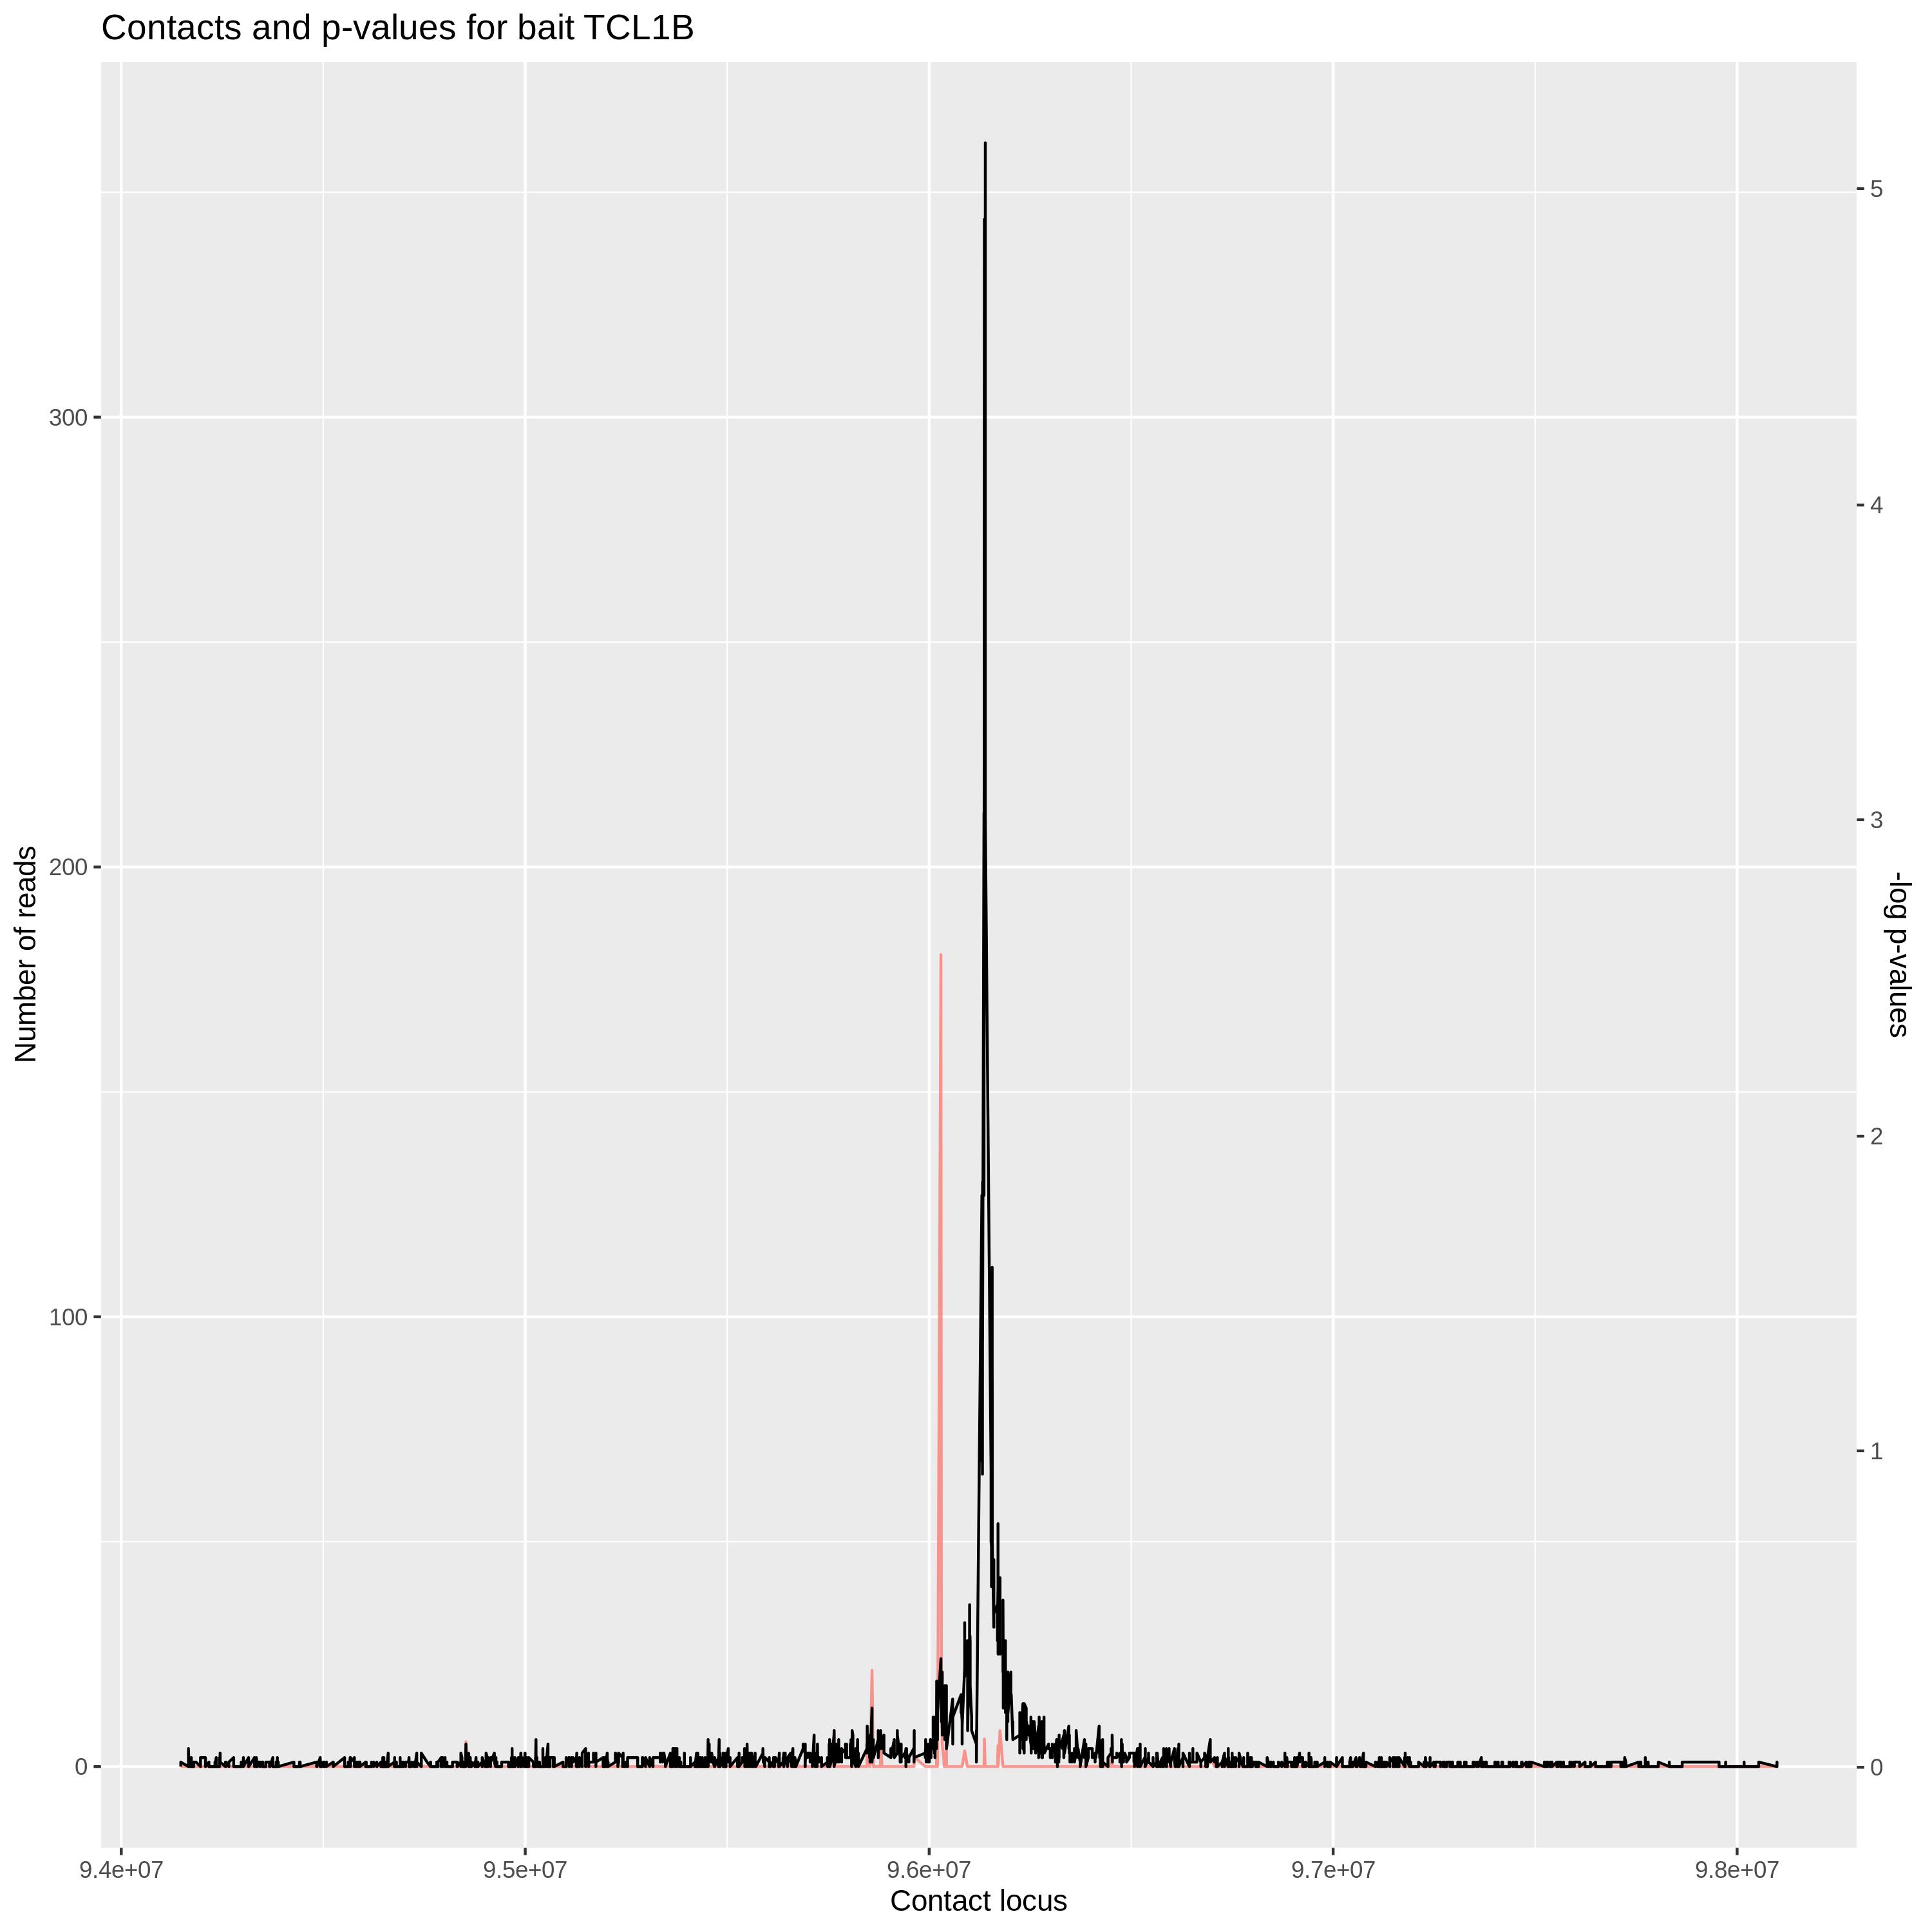 Contacts and p-values for bait TCL1B
Number of reads
300
200
100
0
5
4
3
2
1
0
-log p-values
9.4e+07 9.5e+07 9.6e+07 9.7e+07 9.8e+07
Contact locus